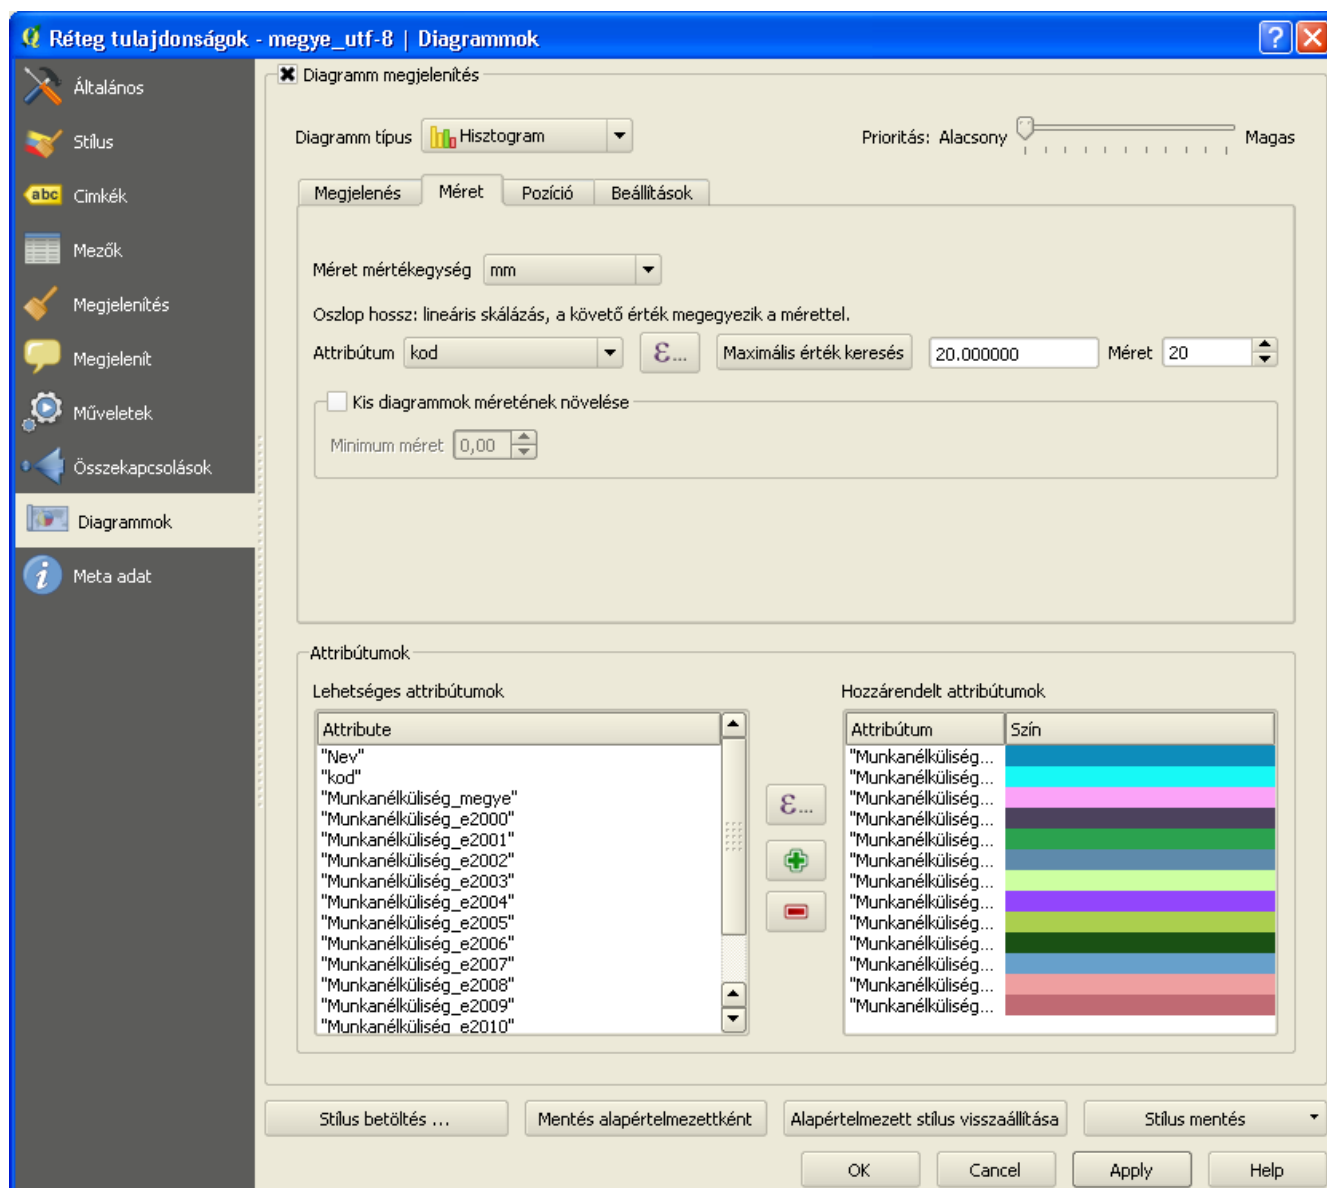 Réteg tulajdonságok - megye_utf-8 | Diagrammok
Általános
Stílus
abc Cimkék
Mezők
Megjelenítés
Megjelenít
Műveletek
Összekapcsolások
Diagrammok
Meta adat
Diagramm megjelenítés
Diagramm típus Hisztogram Prioritás: Alacsony Magas
Megjelenés Méret Pozíció Beállítások
Méret mértékegység mm
Oszlop hossz: lineáris skálázás, a követő érték megegyezik a mérettel.
Attribútum kod ε... Maximális érték keresés 20.000000 Méret 20
Kis diagrammok méretének növelése
Minimum méret 0,00
Attribútumok
Lehetséges attribútumok
Attribute
"Nev"
"kod"
"Munkanélküliség_megye"
"Munkanélküliség_e2000"
"Munkanélküliség_e2001"
"Munkanélküliség_e2002"
"Munkanélküliség_e2003"
"Munkanélküliség_e2004"
"Munkanélküliség_e2005"
"Munkanélküliség_e2006"
"Munkanélküliség_e2007"
"Munkanélküliség_e2008"
"Munkanélküliség_e2009"
"Munkanélküliség_e2010"
ε...
Hozzárendelt attribútumok
Attribútum Szín
"Munkanélküliség...
"Munkanélküliség...
"Munkanélküliség...
"Munkanélküliség...
"Munkanélküliség...
"Munkanélküliség...
"Munkanélküliség...
"Munkanélküliség...
"Munkanélküliség...
"Munkanélküliség...
"Munkanélküliség...
"Munkanélküliség...
"Munkanélküliség...
Stílus betöltés ... Mentés alapértelmezettként Alapértelmezett stílus visszaállítása Stílus mentés
OK Cancel Apply Help